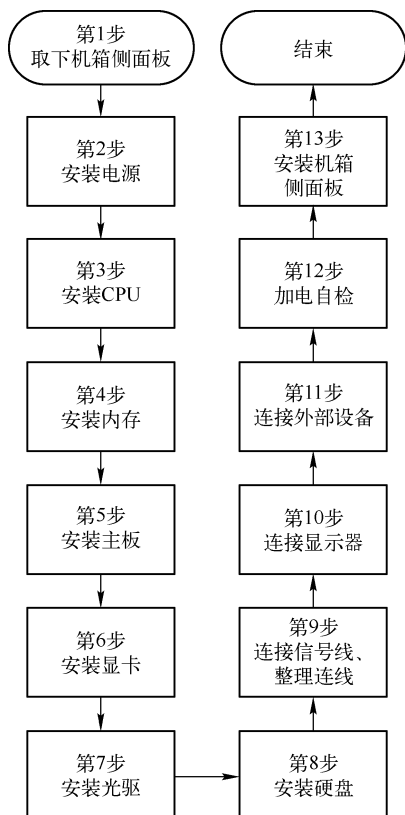 第1步
取下机箱侧面板
第2步
安装电源
第3步
安装CPU
第4步
安装内存
第5步
安装主板
第6步
安装显卡
第7步
安装光驱
第8步
安装硬盘
第9步
连接信号线、
整理连线
第10步
连接显示器
第11步
连接外部设备
第12步
加电自检
第13步
安装机箱
侧面板
结束